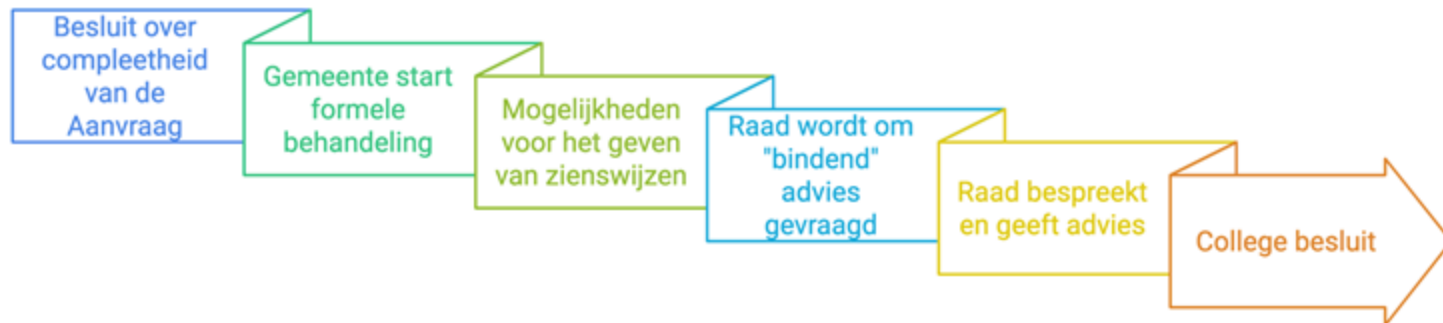 Besluit over
compleetheid
van de
Aanvraag
Gemeente start
formele
behandeling
Mogelijkheden
voor het geven
van zienswijzen
Raad wordt om
"bindend"
advies
gevraagd
Raad bespreekt
en geeft advies
College besluit